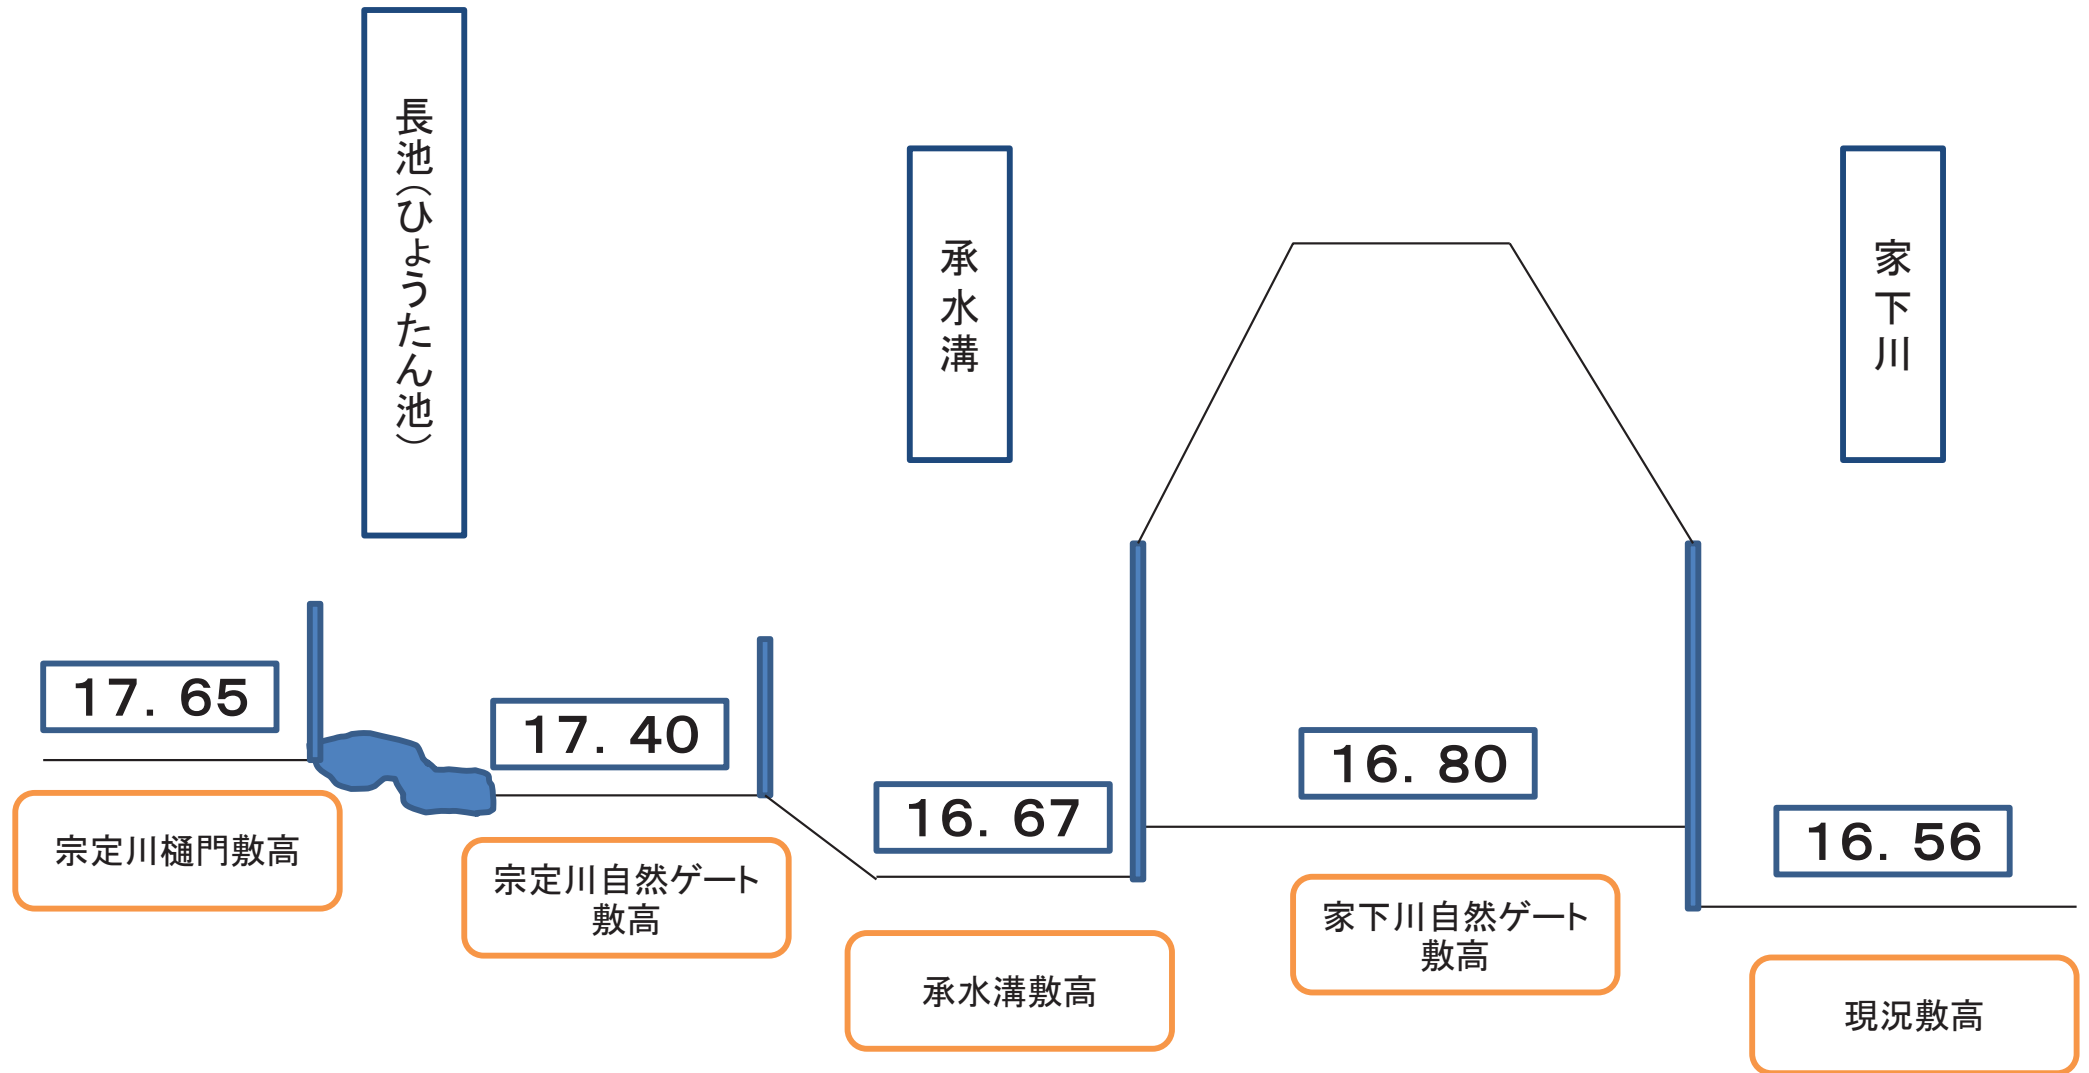 長池(ひょうたん池)
承水溝
家下川
17．65
17．40
16．67
16．80
16．56
宗定川樋門敷高
宗定川自然ゲート
敷高
承水溝敷高
家下川自然ゲート
敷高
現況敷高